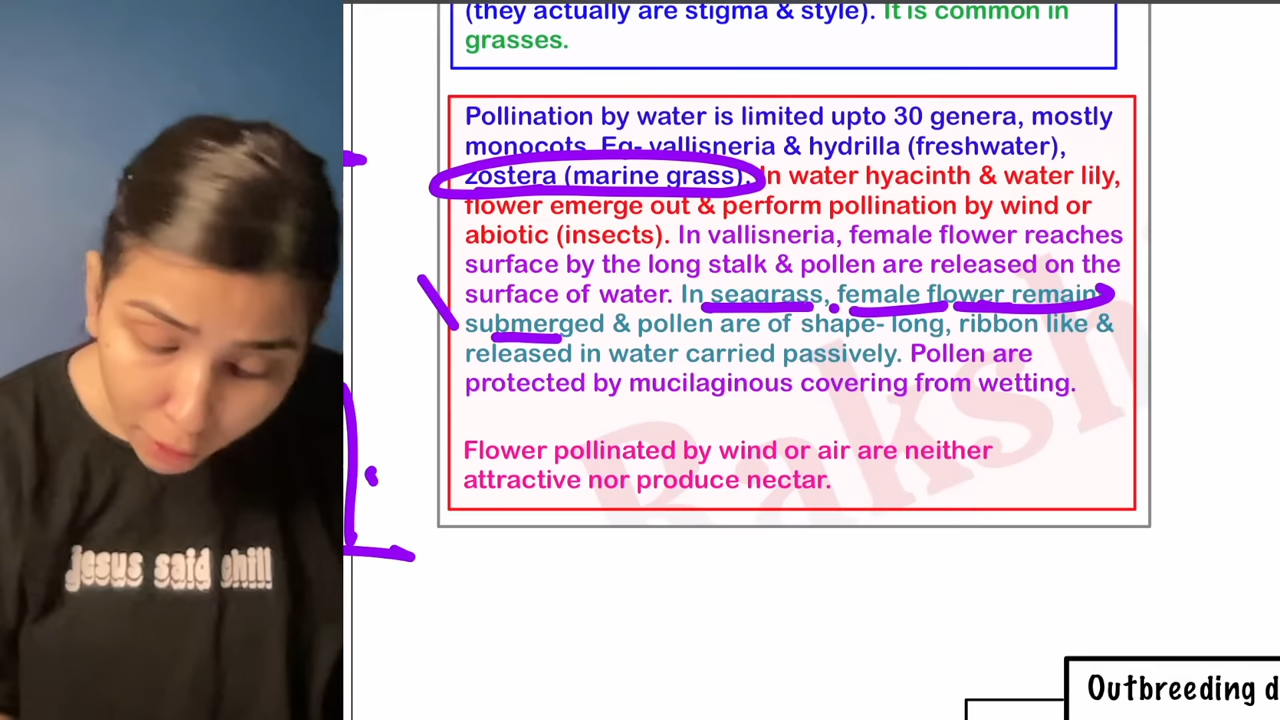 (they actually are stigma & style). It is common in
grasses.
Pollination by water is limited upto 30 genera, mostly
monocots. Eg- vallisneria & hydrilla (freshwater),
Zostera (marine grass). In water hyacinth & water lily,
flower emerge out & perform pollination by wind or
abiotic (insects). In vallisneria, female flower reaches
surface by the long stalk & pollen are released on the
surface of water. In seagrass, female flower remain
submerged & pollen are of shape- long, ribbon like &
released in water carried passively. Pollen are
protected by mucilaginous covering from wetting.
Flower pollinated by wind or air are neither
attractive nor produce nectar.
Raksh
jesus said chill
Outbreeding d